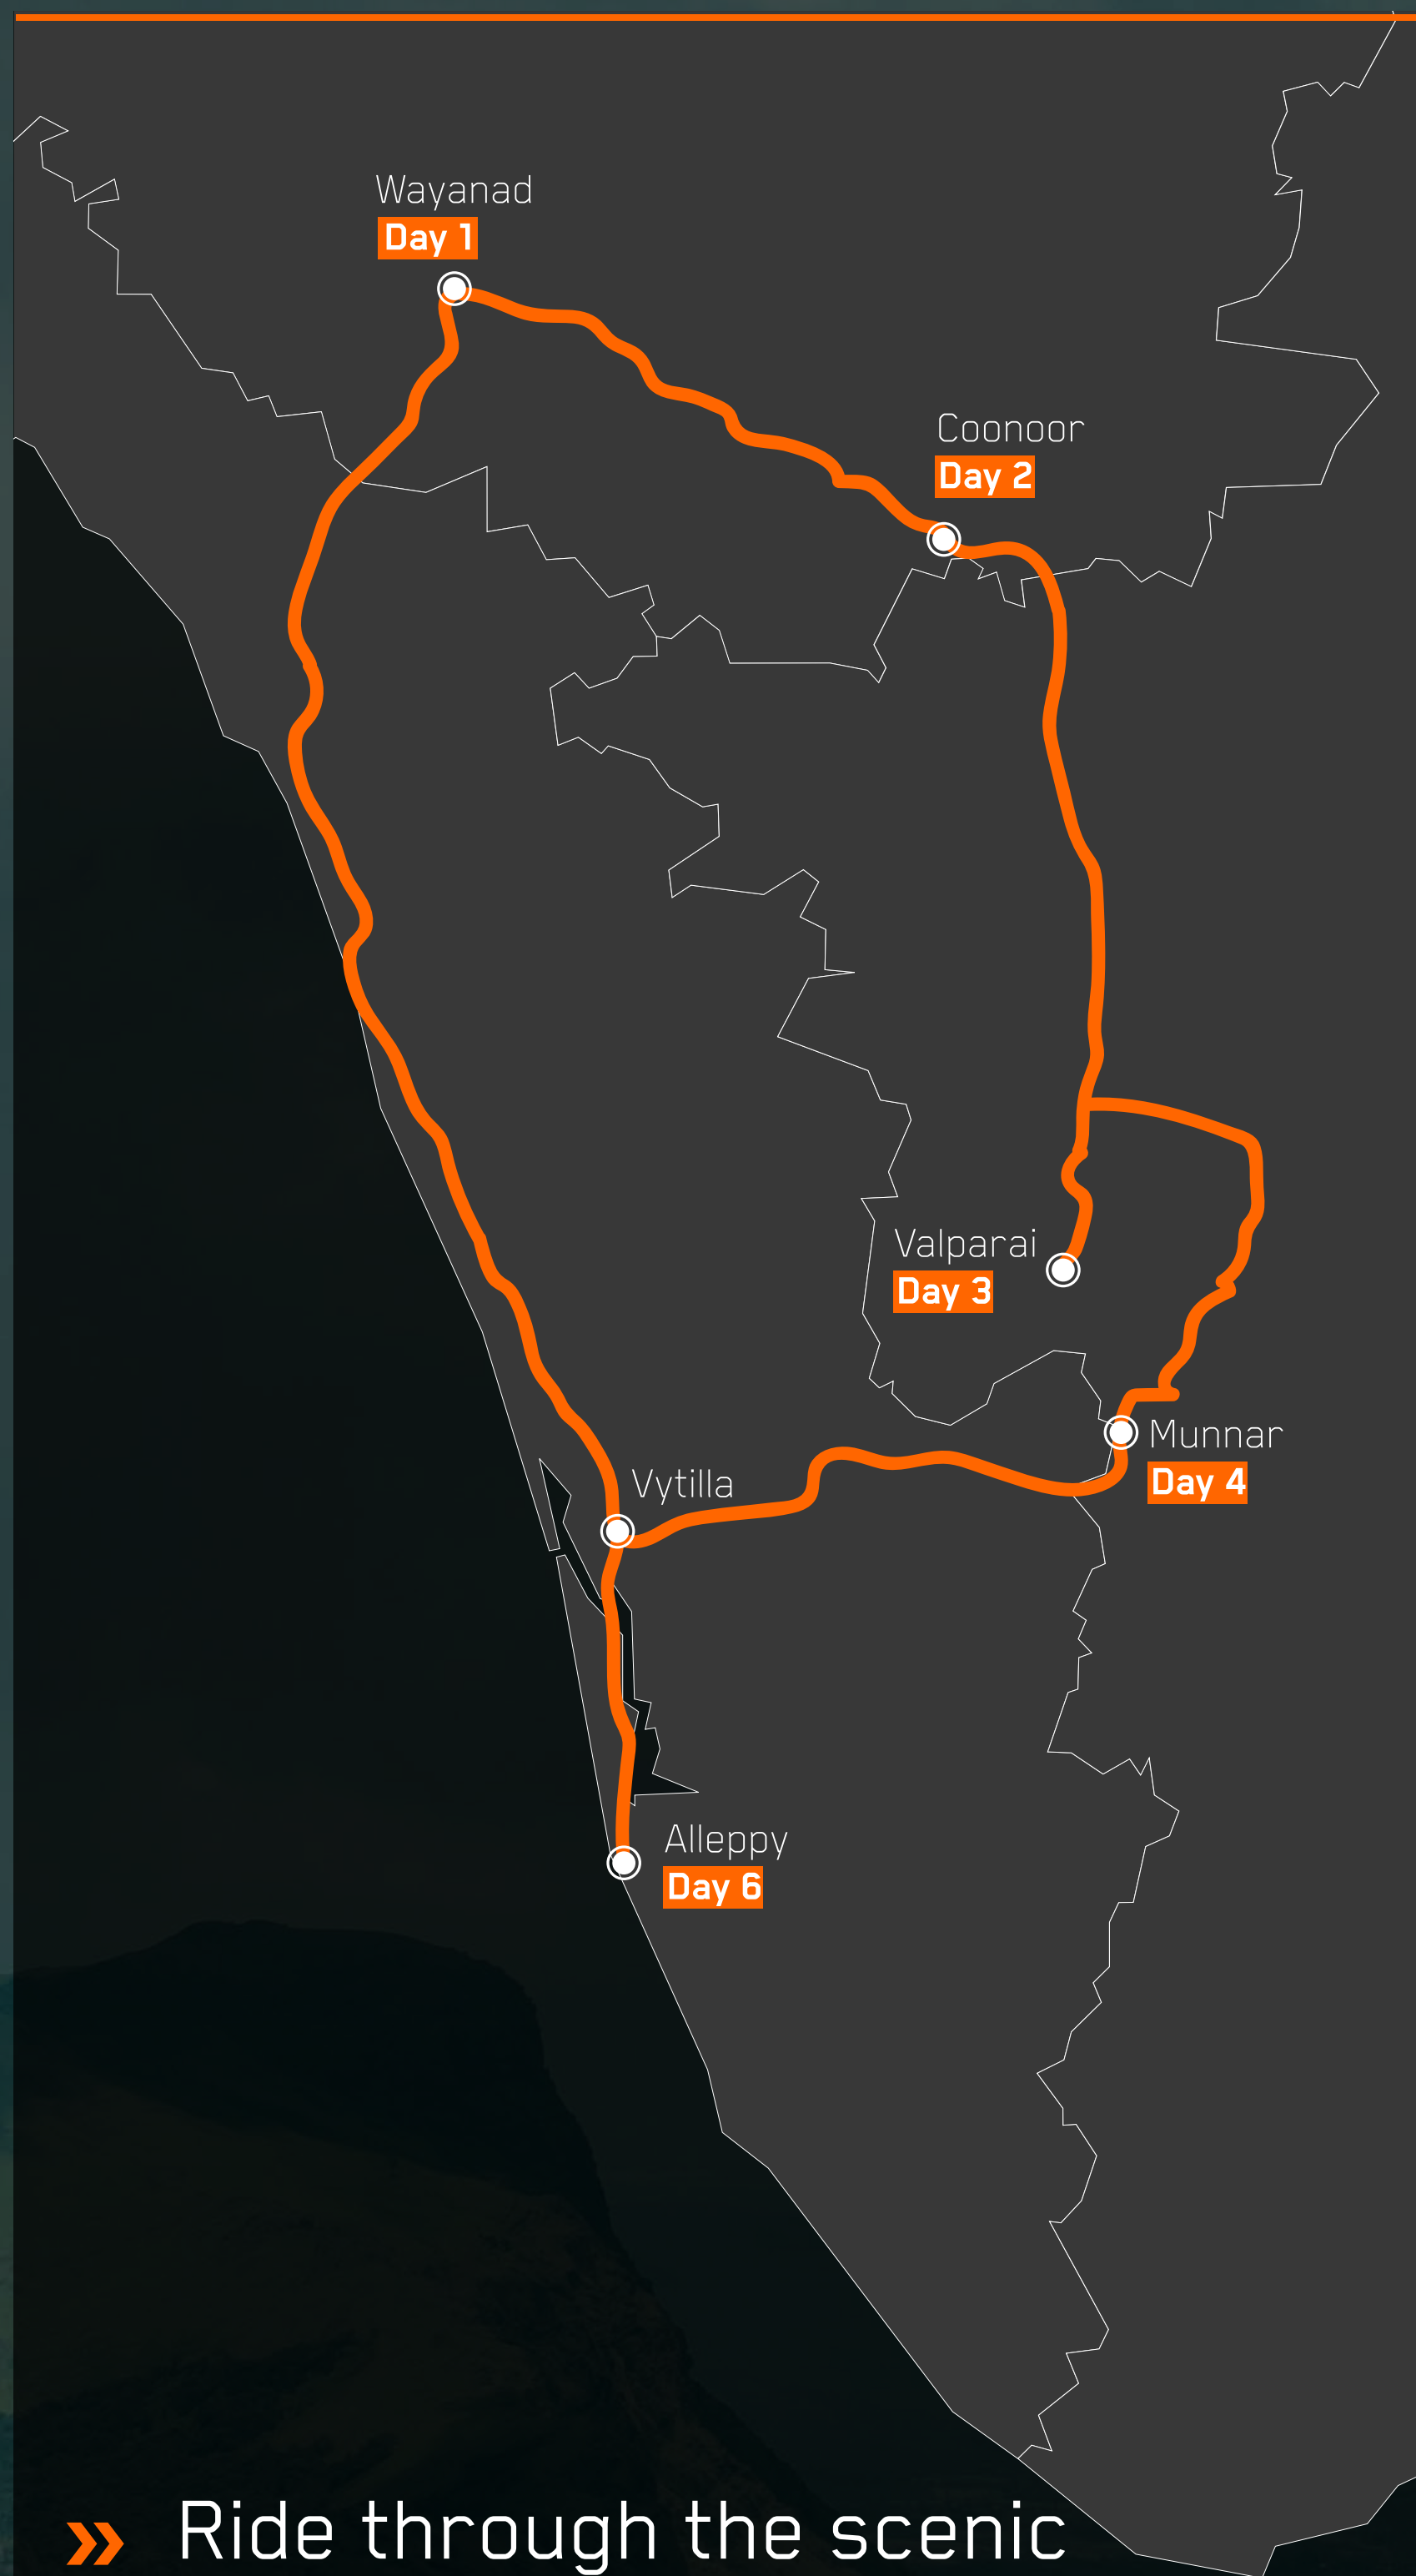 Wayanad
Day 1
Coonoor
Day 2
Valparai
Day 3
Munnar
Day 4
Vytilla
Alleppy
Day 6
Ride through the scenic